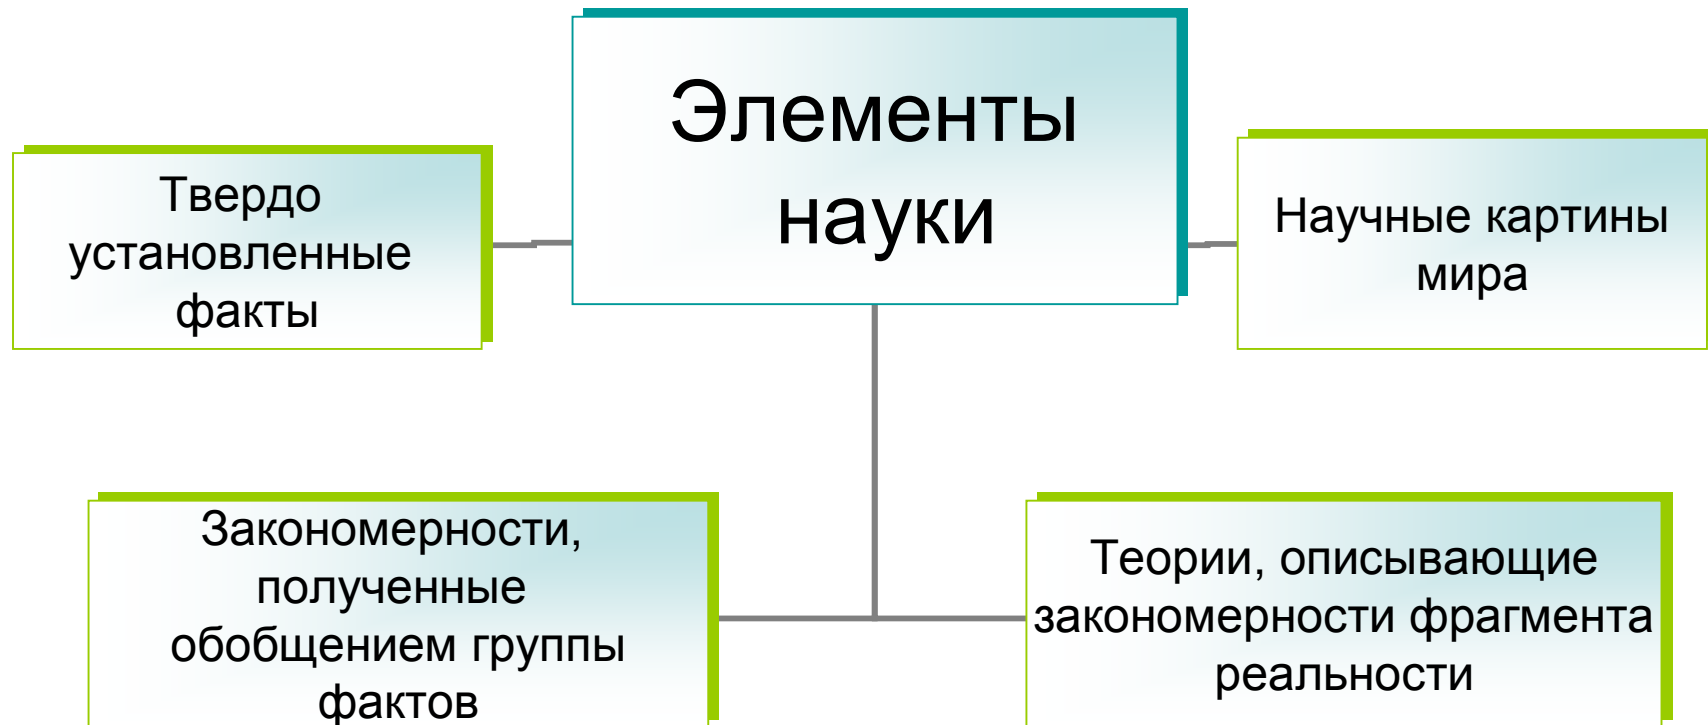 Элементы
науки
Твердо
установленные
факты
Научные картины
мира
Закономерности,
полученные
обобщением группы
фактов
Теории, описывающие
закономерности фрагмента
реальности